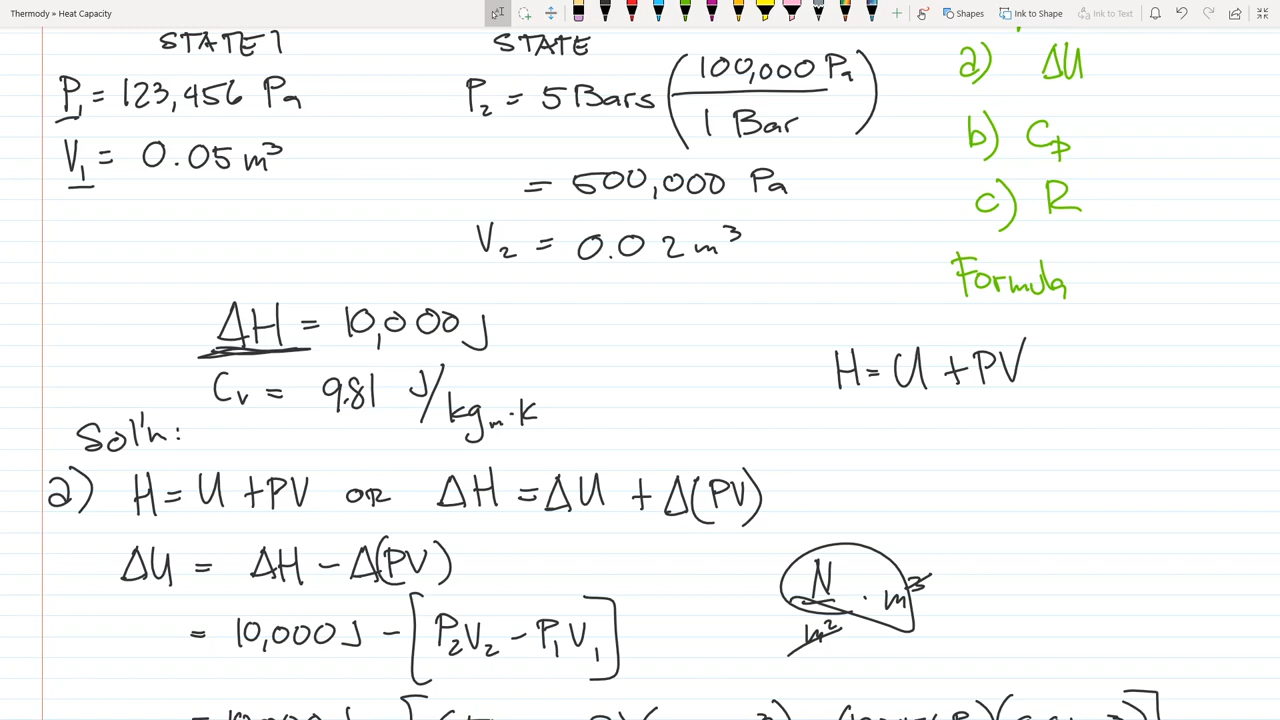 Thermody » Heat Capacity
Shapes Ink to Shape Ink to Text
STATE 1
P₁ = 123,456 Pa
V₁ = 0.05 m³
STATE
P₂ = 5 Bars (100,000 Pa / 1 Bar)
= 500,000 Pa
V₂ = 0.02 m³
a) ΔU
b) Cp
c) R
Formula
H = U + PV
ΔH = 10,000 J
Cv = 9.81 J/kgm·K
Sol'n:
a) H = U + PV or ΔH = ΔU + Δ(PV)
ΔU = ΔH − Δ(PV)
= 10,000 J − [P₂V₂ − P₁V₁]
N/m² · m³